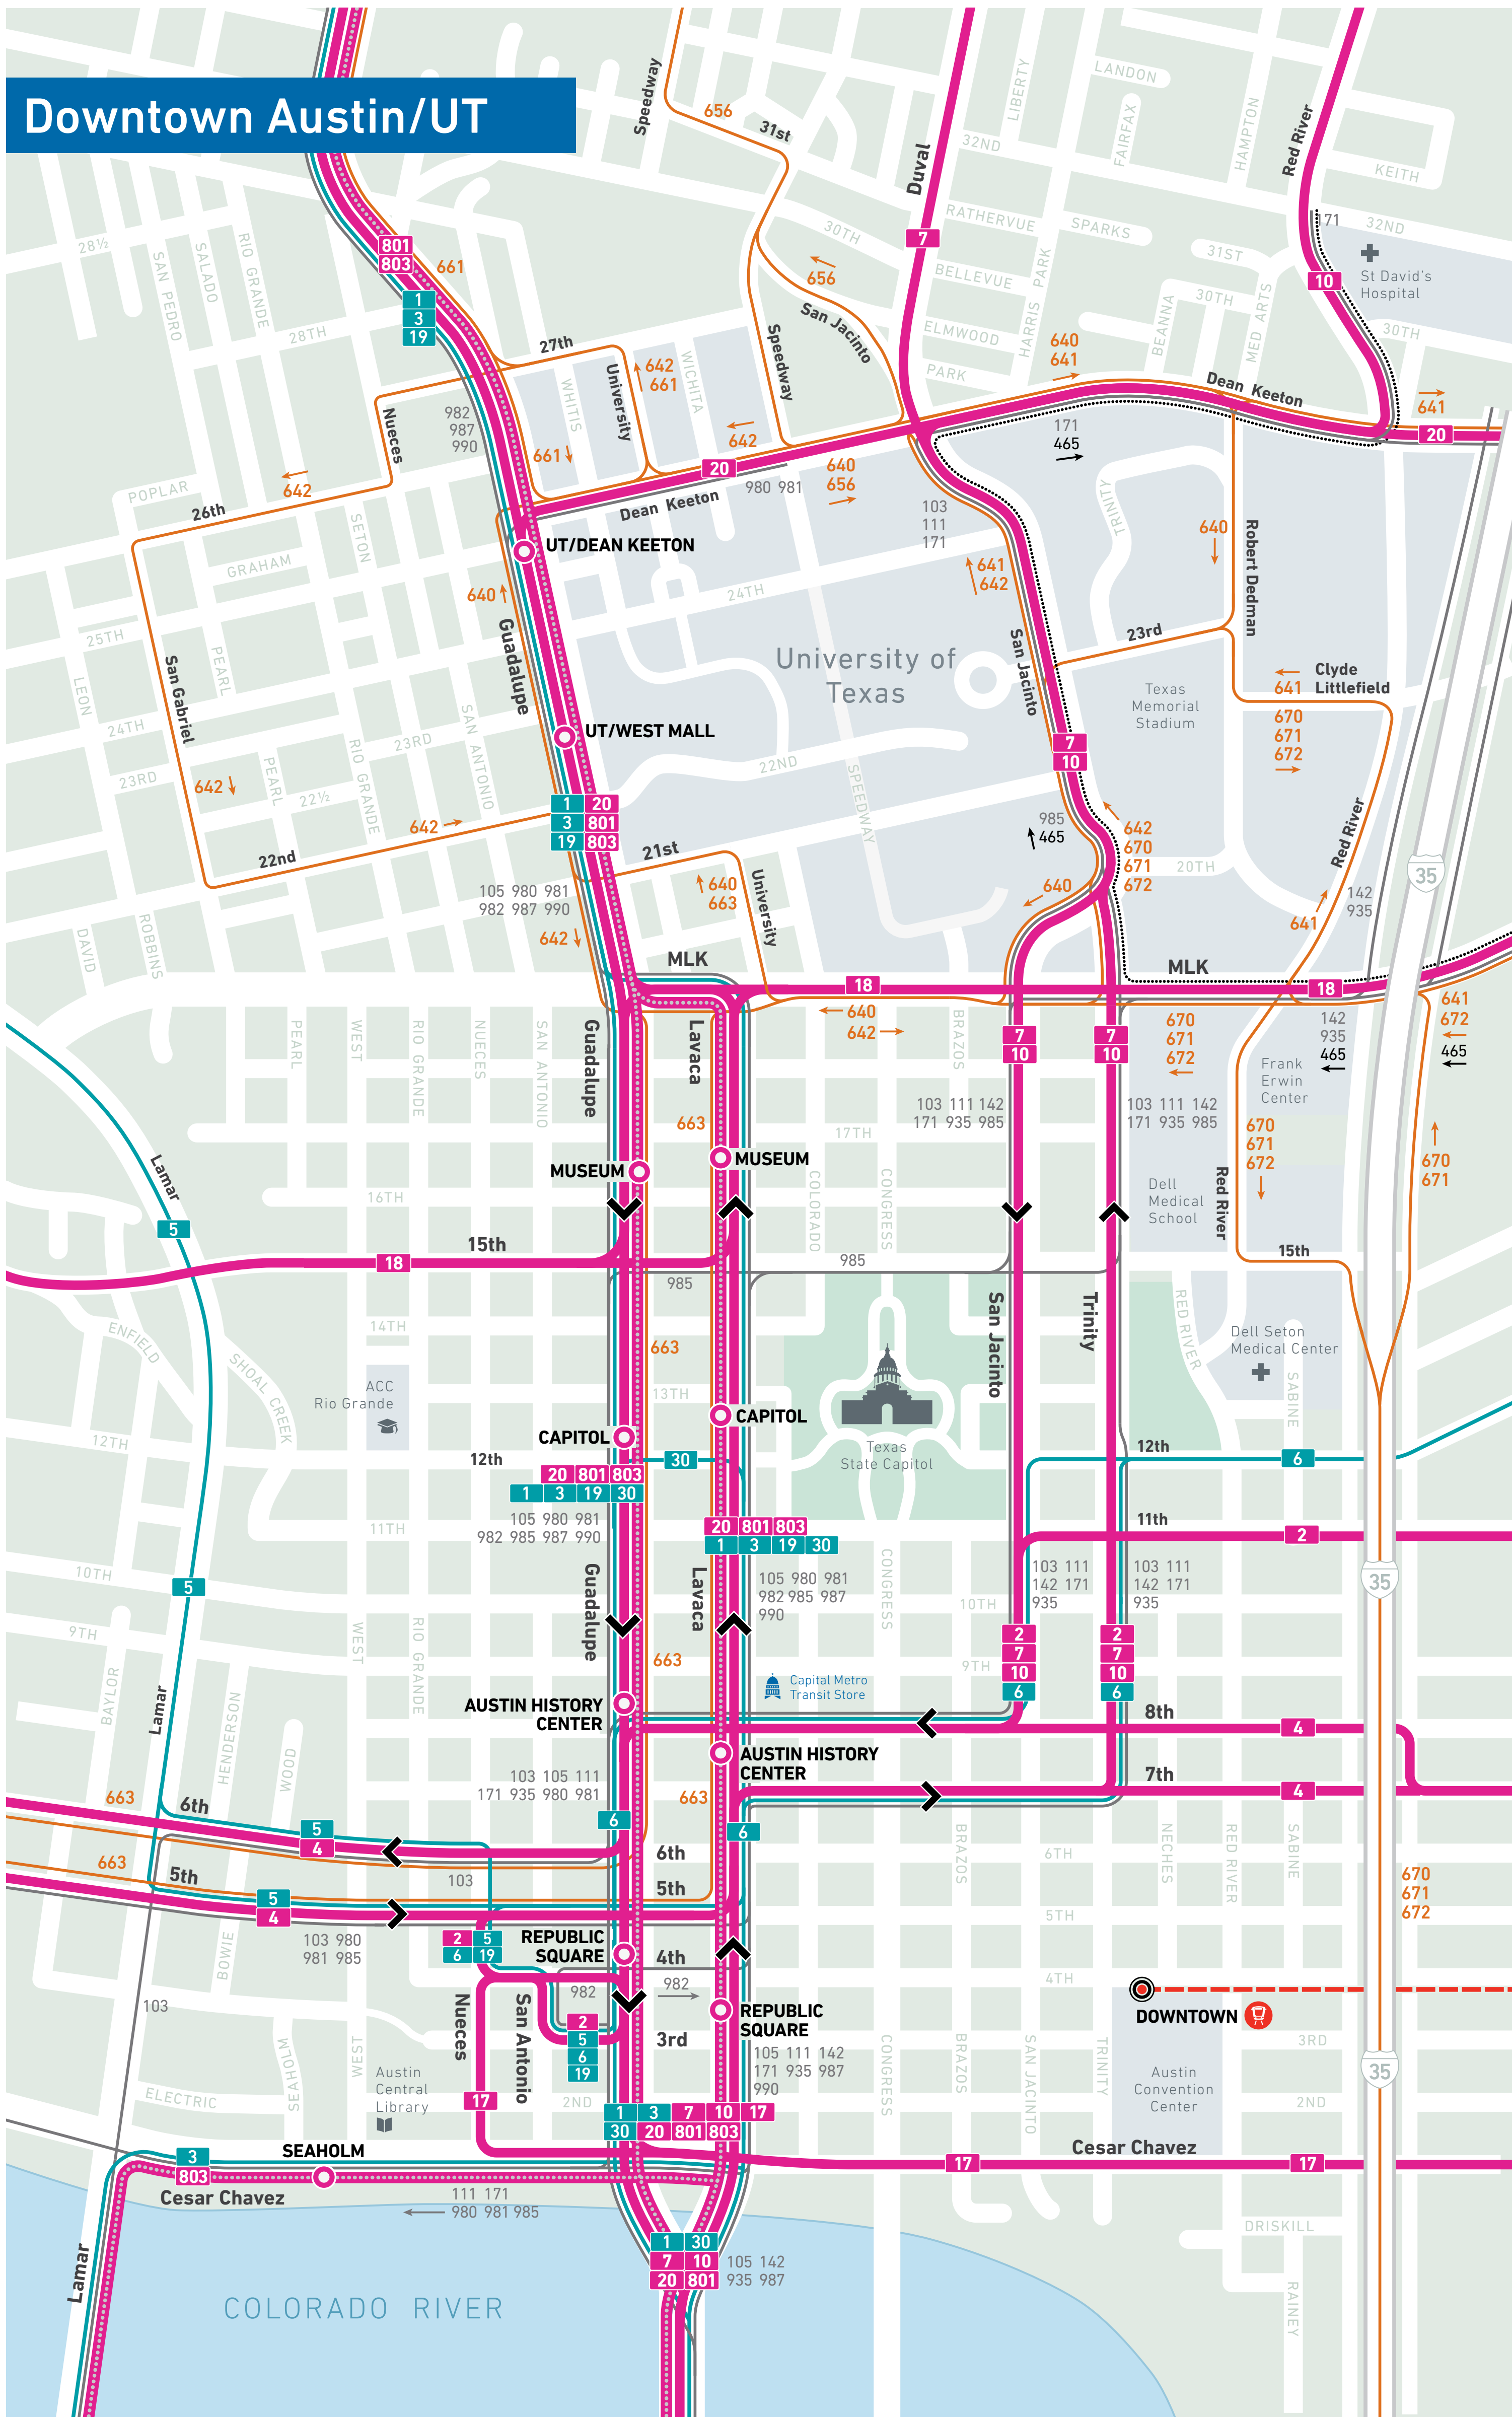 Downtown Austin/UT
Speedway
656
31st
LANDON
LIBERTY
FAIRFAX
HAMPTON
Red River
KEITH
32ND
Duval
RATHERVUE
SPARKS
30TH
171
32ND
28½
SAN PEDRO
SALADO
RIO GRANDE
801
803
661
7
31ST
St David's
Hospital
656
BELLEVUE
HARRIS PARK
BEANNA
30TH
MED ARTS
10
30TH
1
3
19
28TH
San Jacinto
ELMWOOD
27th
Speedway
640
641
PARK
642
661
WHITIS
University
WICHITA
Dean Keeton
641
982
987
990
Nueces
642
20
171
465
661
20
640
656
980 981
Dean Keeton
POPLAR
642
26th
SETON
103
111
171
TRINITY
640
Robert Dedman
UT/DEAN KEETON
GRAHAM
641
642
24TH
640
25TH
Guadalupe
San Jacinto
23rd
University of
Texas
San Gabriel
PEARL
LEON
Clyde
Littlefield
641
Texas
Memorial
Stadium
24TH
SAN ANTONIO
UT/WEST MALL
670
671
672
7
10
23RD
RIO GRANDE
22ND
SPEEDWAY
23RD
PEARL
642
22½
1 20
3 801
19 803
642
985
465
642
670
671
672
Red River
22nd
21st
20TH
35
105 980 981
982 987 990
640
663
University
640
142
935
641
DAVID
ROBBINS
642
MLK
MLK
18
18
640
642
641
672
465
Guadalupe
Lavaca
PEARL
WEST
RIO GRANDE
NUECES
SAN ANTONIO
BRAZOS
7
10
7
10
670
671
672
142
935
465
Frank
Erwin
Center
663
103 111 142
171 935 985
103 111 142
171 935 985
17TH
670
671
672
670
671
Lamar
MUSEUM
MUSEUM
16TH
COLORADO
CONGRESS
Dell
Medical
School
Red River
5
15th
18
985
985
15th
San Jacinto
Trinity
RED RIVER
14TH
ENFIELD
663
Dell Seton
Medical Center
SHOAL CREEK
ACC
Rio Grande
13TH
SABINE
CAPITOL
CAPITOL
12TH
Texas
State Capitol
12th
30
12th
6
20 801 803
1 3 19 30
105 980 981
982 985 987 990
11TH
20 801 803
1 3 19 30
11th
2
10TH
5
Guadalupe
Lavaca
105 980 981
982 985 987
990
CONGRESS
103 111
142 171
935
103 111
142 171
935
35
10TH
9TH
WEST
RIO GRANDE
663
9TH
2
7
10
6
2
7
10
6
BAYLOR
Lamar
HENDERSON
Capital Metro
Transit Store
AUSTIN HISTORY
CENTER
8th
4
WOOD
AUSTIN HISTORY
CENTER
103 105 111
171 935 980 981
7th
4
663
663
6th
5
4
6
6
BRAZOS
NECHES
RED RIVER
SABINE
6th
6TH
663
5th
103
5th
670
671
672
5
4
5TH
103 980
981 985
BOWIE
2 5
6 19
REPUBLIC
SQUARE
4th
4TH
103
982
982
DOWNTOWN
Nueces
San Antonio
REPUBLIC
SQUARE
2
5
6
19
3rd
3RD
SEAHOLM
WEST
105 111 142
171 935 987
990
CONGRESS
BRAZOS
SAN JACINTO
TRINITY
35
Austin
Central
Library
Austin
Convention
Center
ELECTRIC
17
2ND
2ND
1 3 7 10 17
30 20 801 803
SEAHOLM
Cesar Chavez
3
803
17
17
Cesar Chavez
111 171
980 981 985
DRISKILL
Lamar
1 30
7 10
20 801
105 142
935 987
COLORADO RIVER
RAINEY